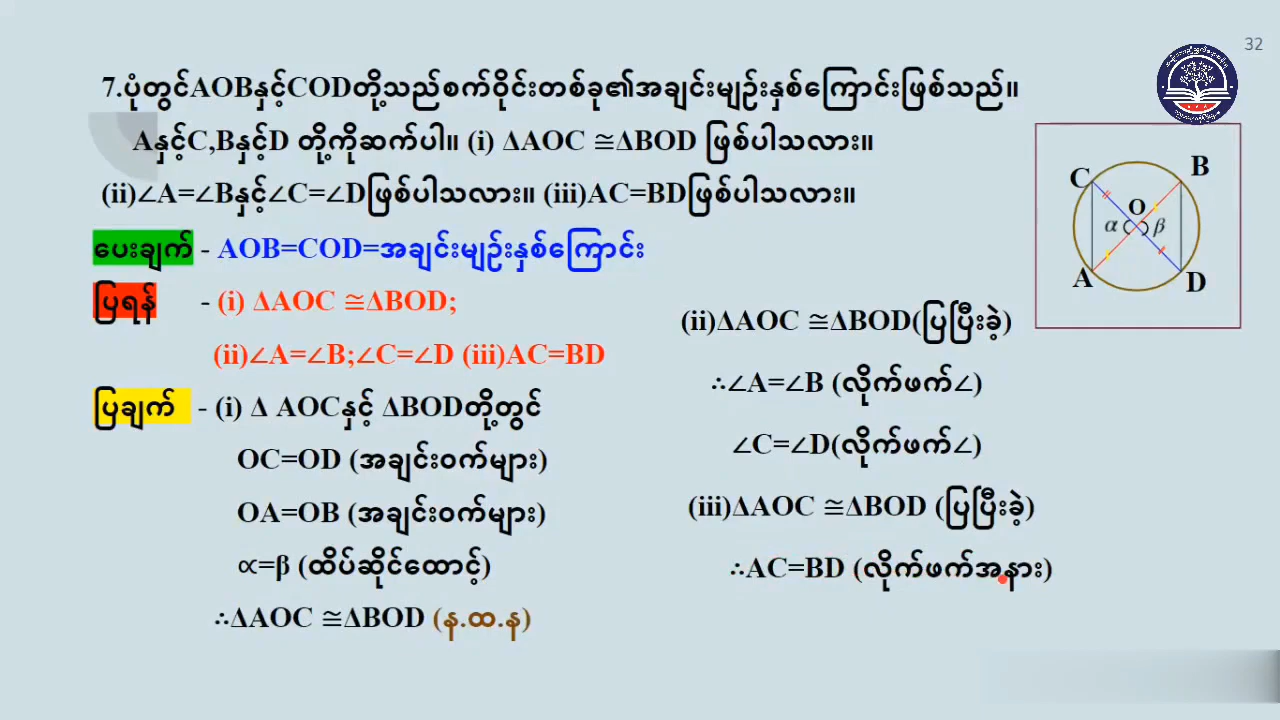 32
7.ပုံတွင်AOBနှင့်CODတို့သည်စက်ဝိုင်းတစ်ခု၏အချင်းမျဉ်းနှစ်ကြောင်းဖြစ်သည်။
Aနှင့်C,Bနှင့်D တို့ကိုဆက်ပါ။ (i) ΔAOC ≅ΔBOD ဖြစ်ပါသလား။
(ii)∠A=∠Bနှင့်∠C=∠Dဖြစ်ပါသလား။ (iii)AC=BDဖြစ်ပါသလား။
C B
O
α β
A D
ပေးချက် - AOB=COD=အချင်းမျဉ်းနှစ်ကြောင်း
ပြရန် - (i) ΔAOC ≅ΔBOD;
(ii)∠A=∠B;∠C=∠D (iii)AC=BD
ပြချက် - (i) Δ AOCနှင့် ΔBODတို့တွင်
OC=OD (အချင်းဝက်များ)
OA=OB (အချင်းဝက်များ)
∝=β (ထိပ်ဆိုင်ထောင့်)
∴ΔAOC ≅ΔBOD (န.ထ.န)
(ii)ΔAOC ≅ΔBOD(ပြပြီးခဲ့)
∴∠A=∠B (လိုက်ဖက်∠)
∠C=∠D(လိုက်ဖက်∠)
(iii)ΔAOC ≅ΔBOD (ပြပြီးခဲ့)
∴AC=BD (လိုက်ဖက်အနား)